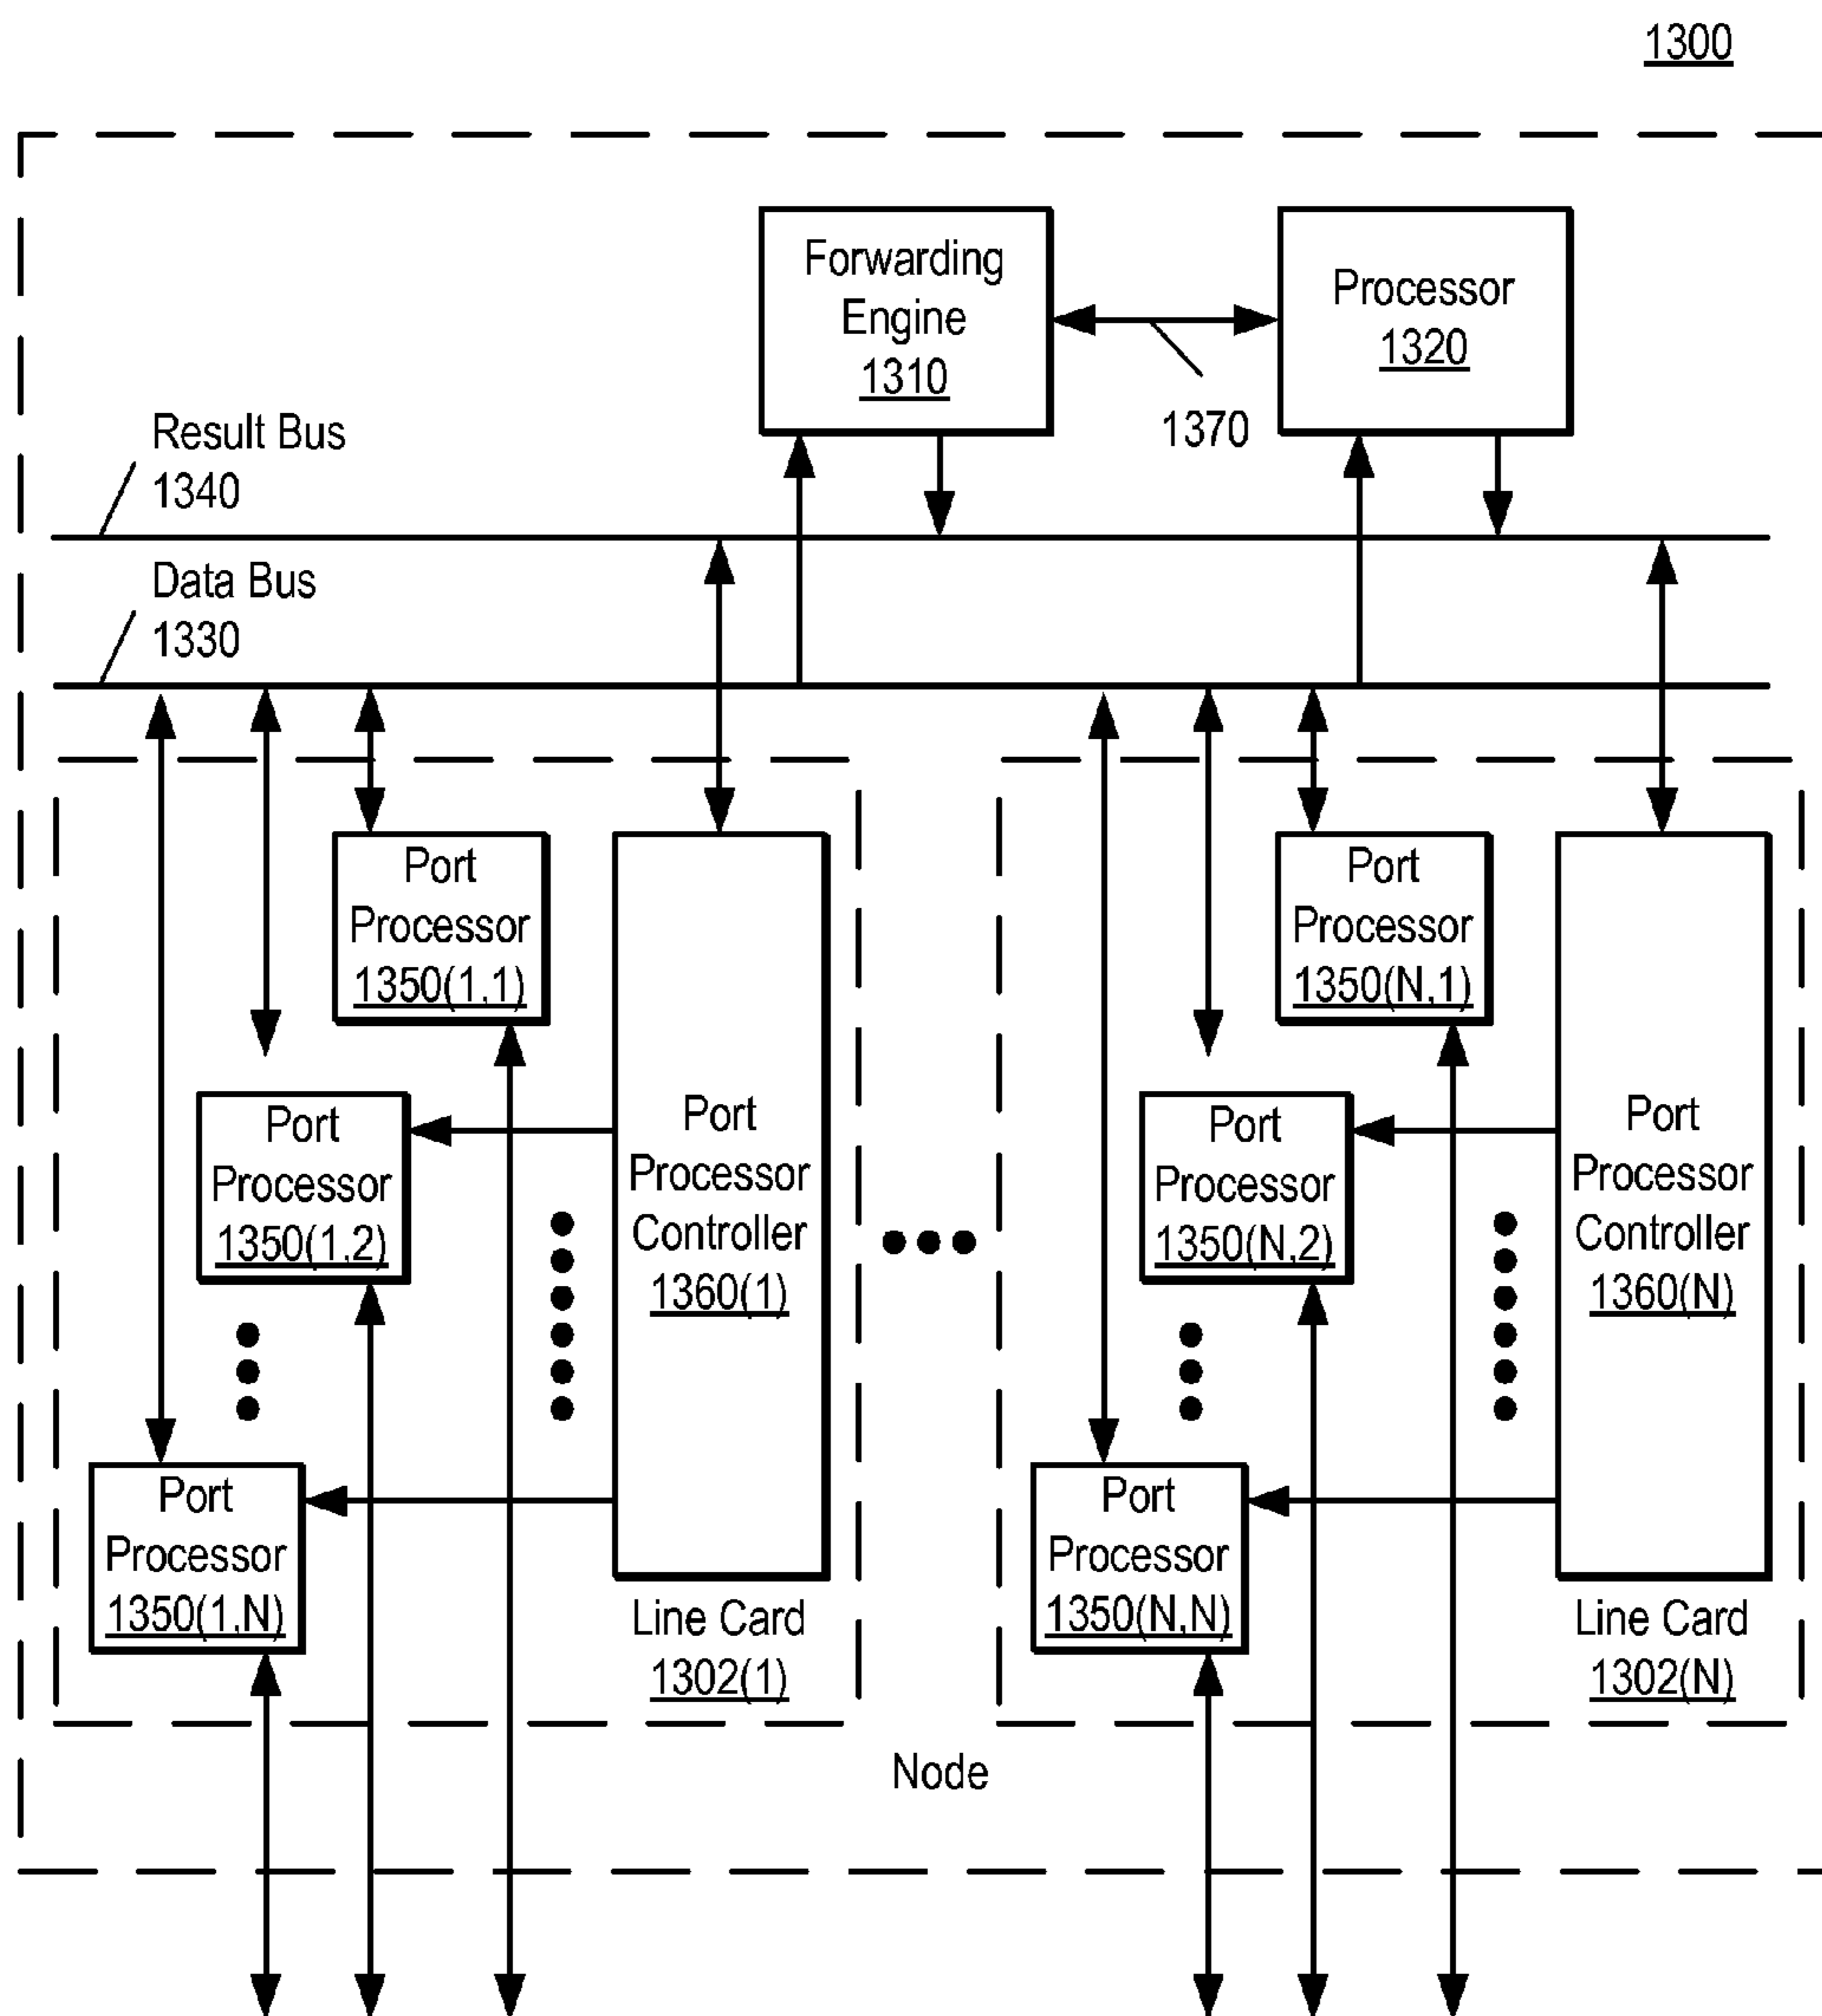 1300
Forwarding
Engine
1310
Processor
1320
1370
Result Bus
1340
Data Bus
1330
Port
Processor
1350(1,1)
Port
Processor
1350(1,2)
Port
Processor
1350(1,N)
Port
Processor
Controller
1360(1)
Line Card
1302(1)
Port
Processor
1350(N,1)
Port
Processor
1350(N,2)
Port
Processor
1350(N,N)
Port
Processor
Controller
1360(N)
Line Card
1302(N)
Node